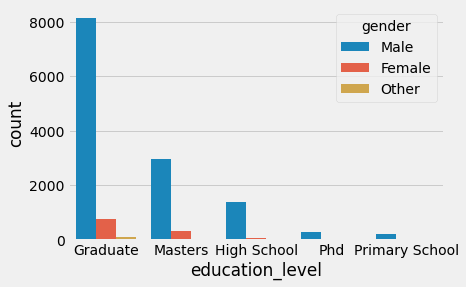 gender
Male
Female
Other
8000
6000
4000
2000
0
count
Graduate Masters High School Phd Primary School
education_level